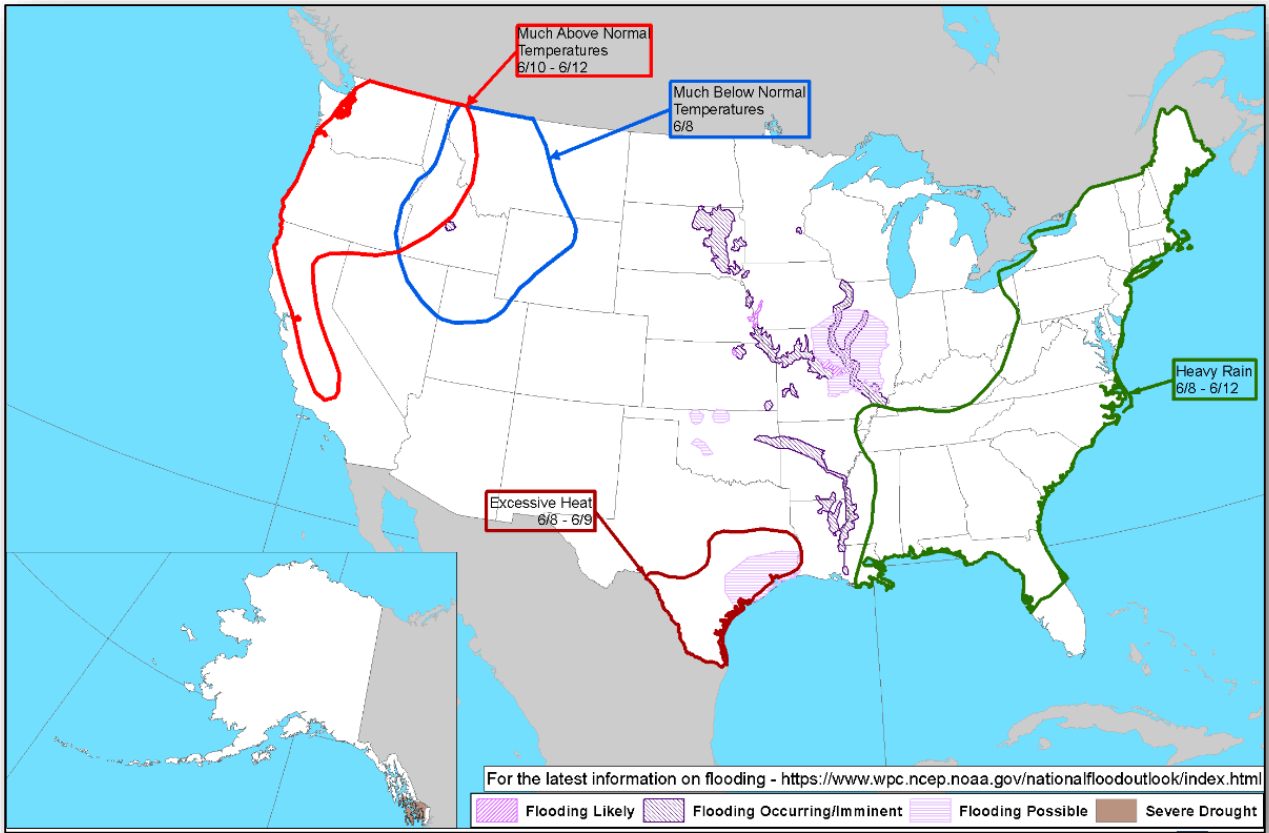 Much Above Normal
Temperatures
6/10 - 6/12
Much Below Normal
Temperatures
6/8
Heavy Rain
6/8 - 6/12
Excessive Heat
6/8 - 6/9
For the latest information on flooding - https://www.wpc.ncep.noaa.gov/nationalfloodoutlook/index.html
Flooding Likely
Flooding Occurring/Imminent
Flooding Possible
Severe Drought